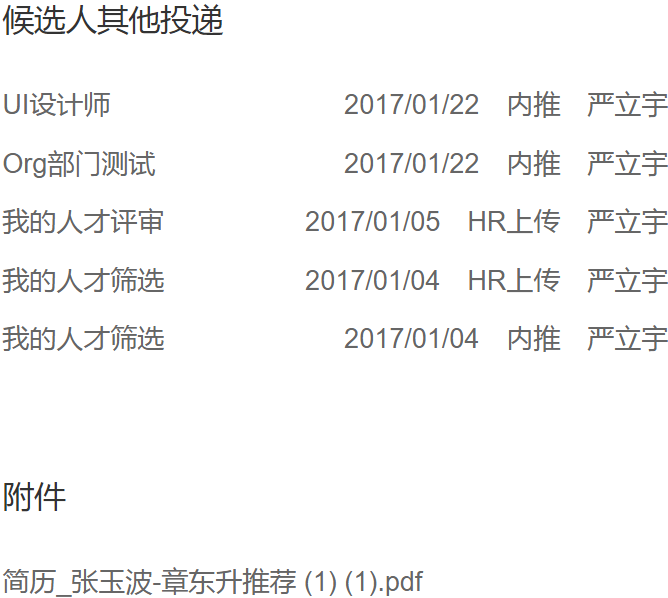 候选人其他投递
UI设计师 2017/01/22 内推 严立宇
Org部门测试 2017/01/22 内推 严立宇
我的人才评审 2017/01/05 HR上传 严立宇
我的人才筛选 2017/01/04 HR上传 严立宇
我的人才筛选 2017/01/04 内推 严立宇
附件
简历_张玉波-章东升推荐 (1) (1).pdf